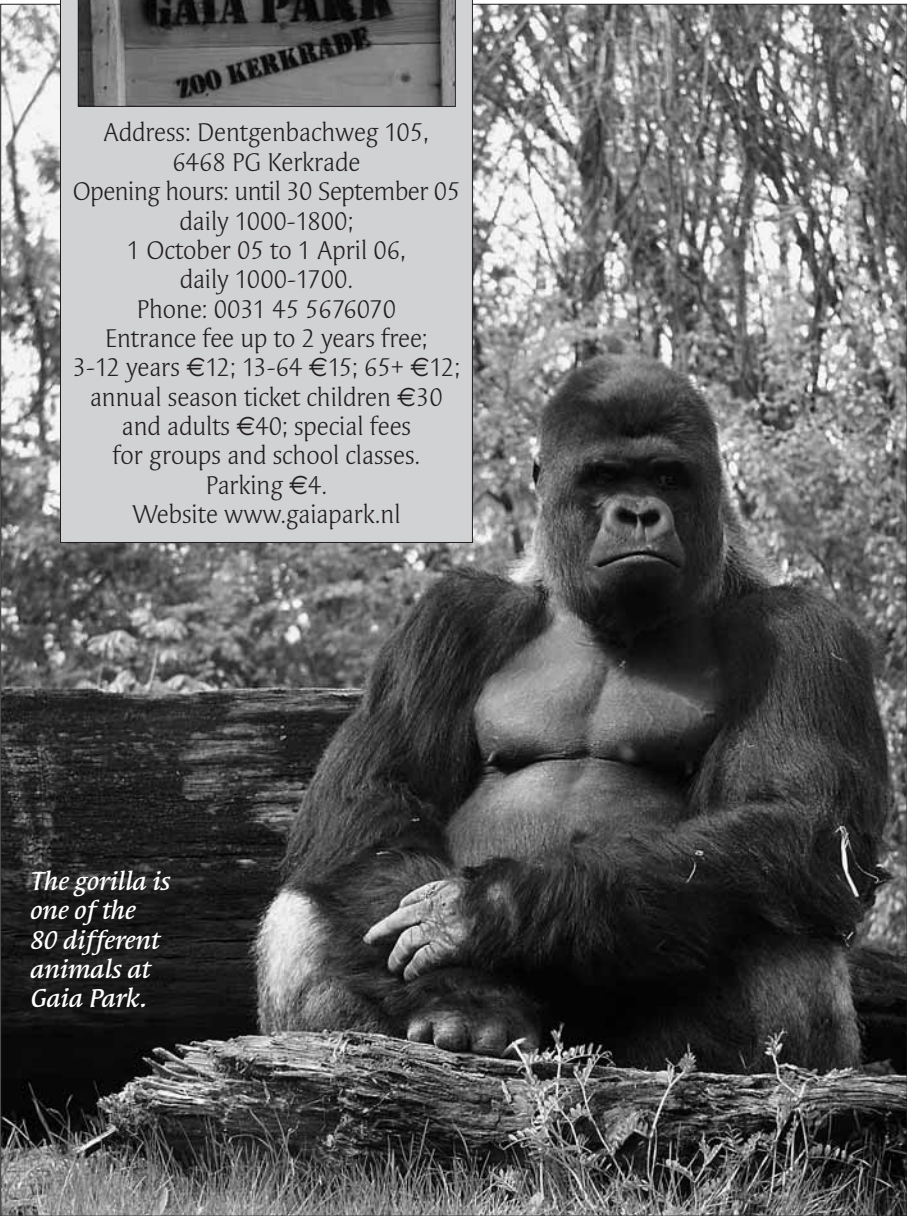 GAIA PARK
ZOO KERKRADE
Address: Dentgenbachweg 105,
6468 PG Kerkrade
Opening hours: until 30 September 05
daily 1000-1800;
1 October 05 to 1 April 06,
daily 1000-1700.
Phone: 0031 45 5676070
Entrance fee up to 2 years free;
3-12 years €12; 13-64 €15; 65+ €12;
annual season ticket children €30
and adults €40; special fees
for groups and school classes.
Parking €4.
Website www.gaiapark.nl
The gorilla is
one of the
80 different
animals at
Gaia Park.